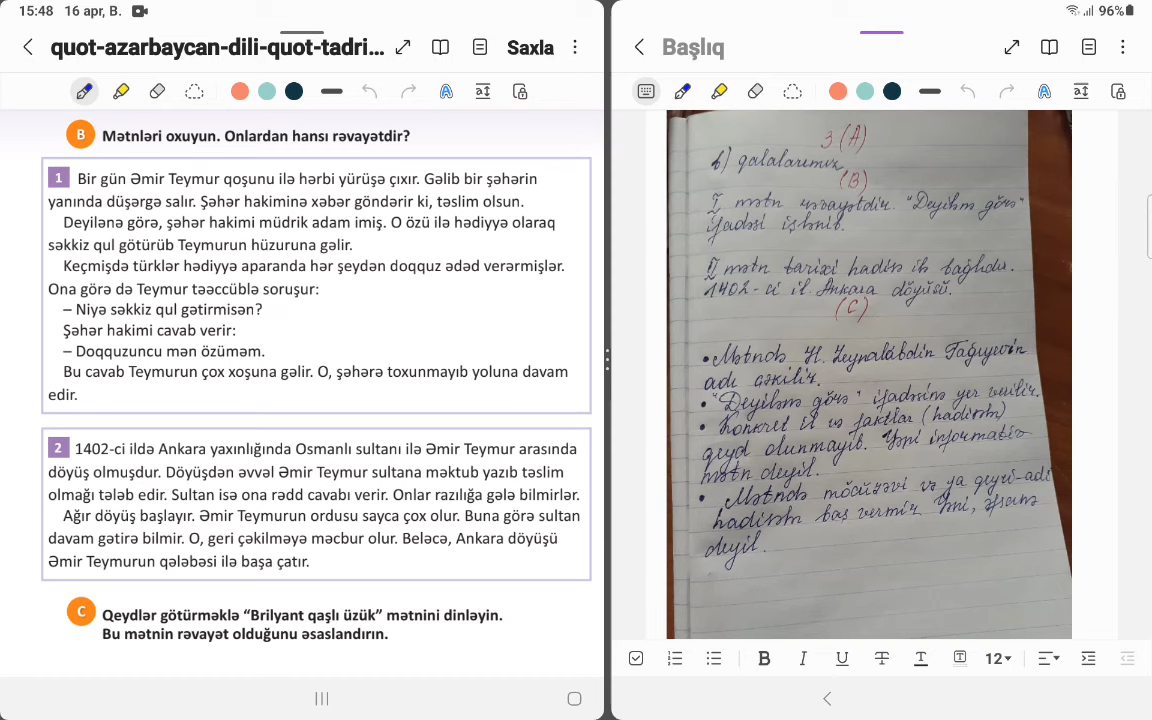 15:48 16 apr, B.
96%
quot-azarbaycan-dili-quot-tadri... Saxla
B Mətnləri oxuyun. Onlardan hansı rəvayətdir?
1 Bir gün Əmir Teymur qoşunu ilə hərbi yürüşə çıxır. Gəlib bir şəhərin
yanında düşərgə salır. Şəhər hakiminə xəbər göndərir ki, təslim olsun.
Deyilənə görə, şəhər hakimi müdrik adam imiş. O özü ilə hədiyyə olaraq
səkkiz qul götürüb Teymurun hüzuruna gəlir.
Keçmişdə türklər hədiyyə aparanda hər şeydən doqquz ədəd verərmişlər.
Ona görə də Teymur təəccüblə soruşur:
– Niyə səkkiz qul gətirmisən?
Şəhər hakimi cavab verir:
– Doqquzuncu mən özüməm.
Bu cavab Teymurun çox xoşuna gəlir. O, şəhərə toxunmayıb yoluna davam
edir.
2 1402-ci ildə Ankara yaxınlığında Osmanlı sultanı ilə Əmir Teymur arasında
döyüş olmuşdur. Döyüşdən əvvəl Əmir Teymur sultana məktub yazıb təslim
olmağı tələb edir. Sultan isə ona rədd cavabı verir. Onlar razılığa gələ bilmirlər.
Ağır döyüş başlayır. Əmir Teymurun ordusu sayca çox olur. Buna görə sultan
davam gətirə bilmir. O, geri çəkilməyə məcbur olur. Beləcə, Ankara döyüşü
Əmir Teymurun qələbəsi ilə başa çatır.
C Qeydlər götürməklə “Brilyant qaşlı üzük” mətnini dinləyin.
Bu mətnin rəvayət olduğunu əsaslandırın.
Başlıq
3 (A)
b) qalalarımız
(B)
I mətn rəvayətdir. "Deyilənə görə"
ifadəsi işlənib.
II mətn tarixi hadisə ilə bağlıdır.
1402-ci il Ankara döyüşü.
(C)
• Mətndə H. Zeynalabdin Tağıyevin
adı çəkilir.
• "Deyilənə görə" ifadəsinə yer verilir.
• Konkret il və faktlar (hadisələr)
qeyd olunmayıb. Yəni informativ
mətn deyil.
• Mətndə möcüzəvi və ya qeyri-adi
hadisələr baş vermir. Yəni, əfsanə
deyil.
B I U T T T 12